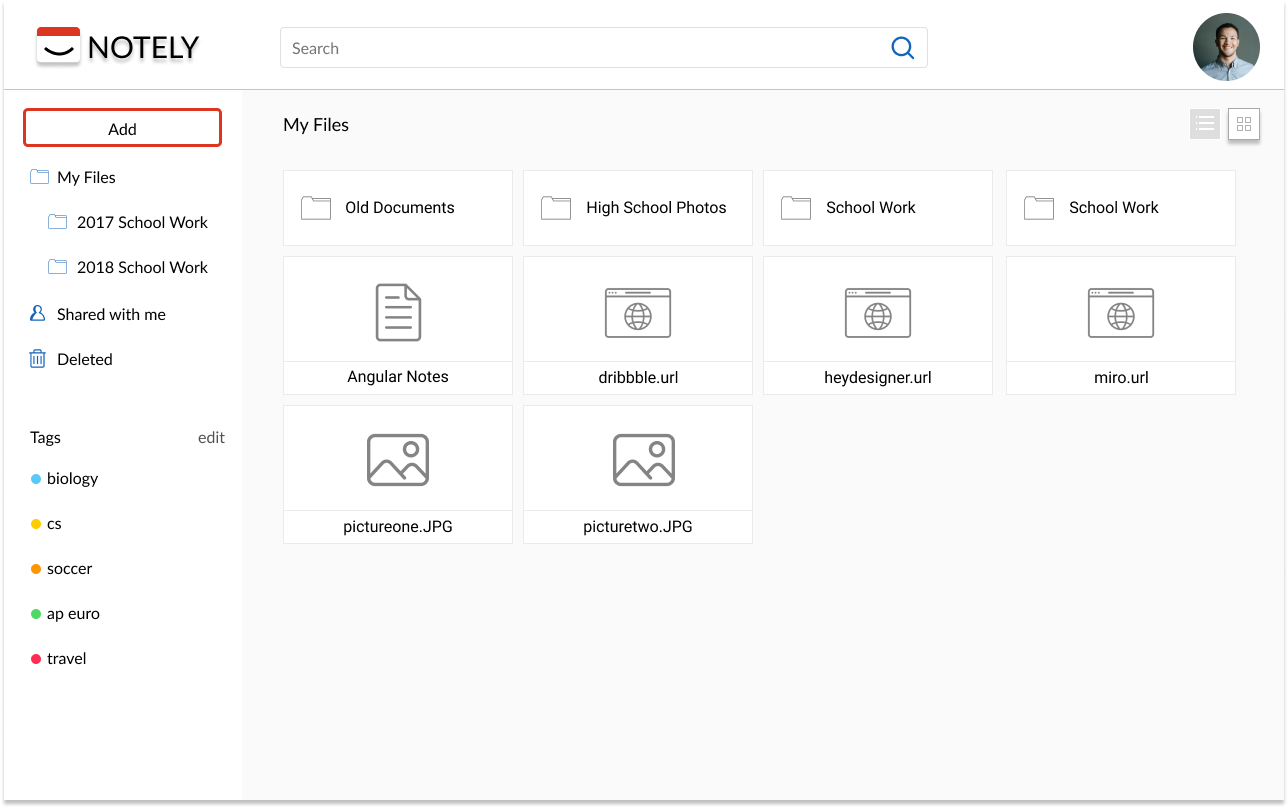 NOTELY
Search
Add
My Files
2017 School Work
2018 School Work
Shared with me
Deleted
Tags edit
biology
cs
soccer
ap euro
travel
My Files
Old Documents
High School Photos
School Work
School Work
Angular Notes
dribbble.url
heydesigner.url
miro.url
pictureone.JPG
picturetwo.JPG